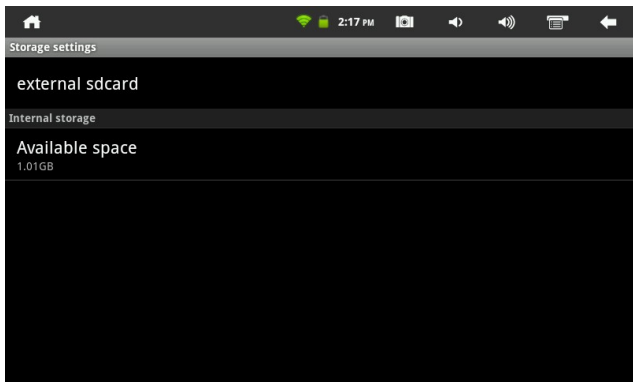 2:17 PM
Storage settings
external sdcard
Internal storage
Available space
1.01GB